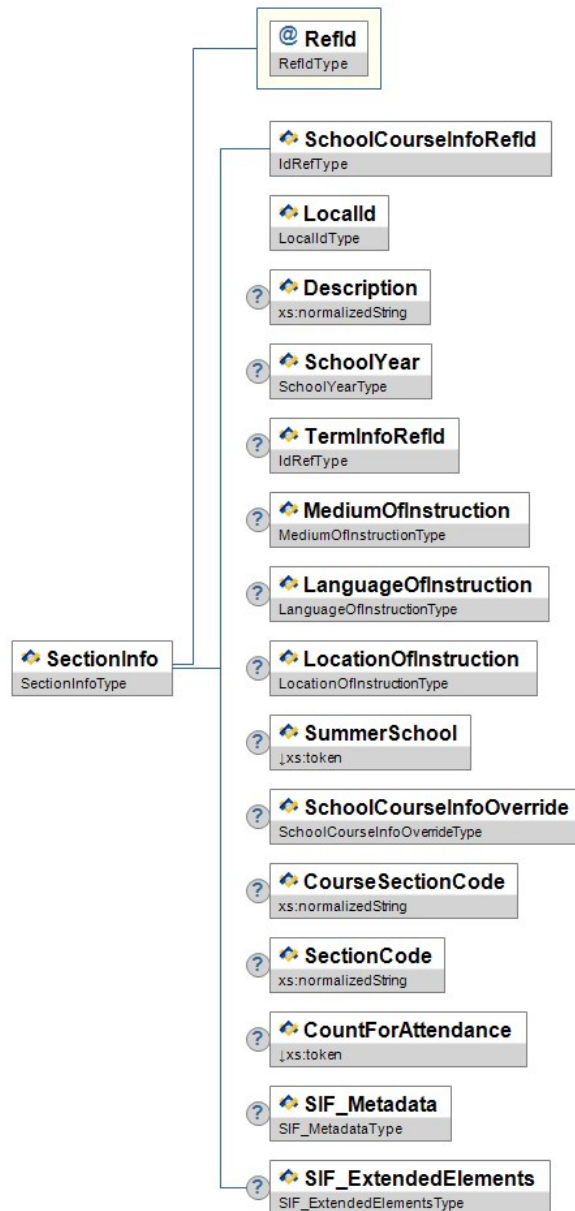 @ RefId
RefIdType
SchoolCourseInfoRefId
IdRefType
LocalId
LocalIdType
? Description
xs:normalizedString
? SchoolYear
SchoolYearType
? TermInfoRefId
IdRefType
? MediumOfInstruction
MediumOfInstructionType
? LanguageOfInstruction
LanguageOfInstructionType
SectionInfo
SectionInfoType
? LocationOfInstruction
LocationOfInstructionType
? SummerSchool
↓xs:token
? SchoolCourseInfoOverride
SchoolCourseInfoOverrideType
? CourseSectionCode
xs:normalizedString
? SectionCode
xs:normalizedString
? CountForAttendance
↓xs:token
? SIF_Metadata
SIF_MetadataType
? SIF_ExtendedElements
SIF_ExtendedElementsType